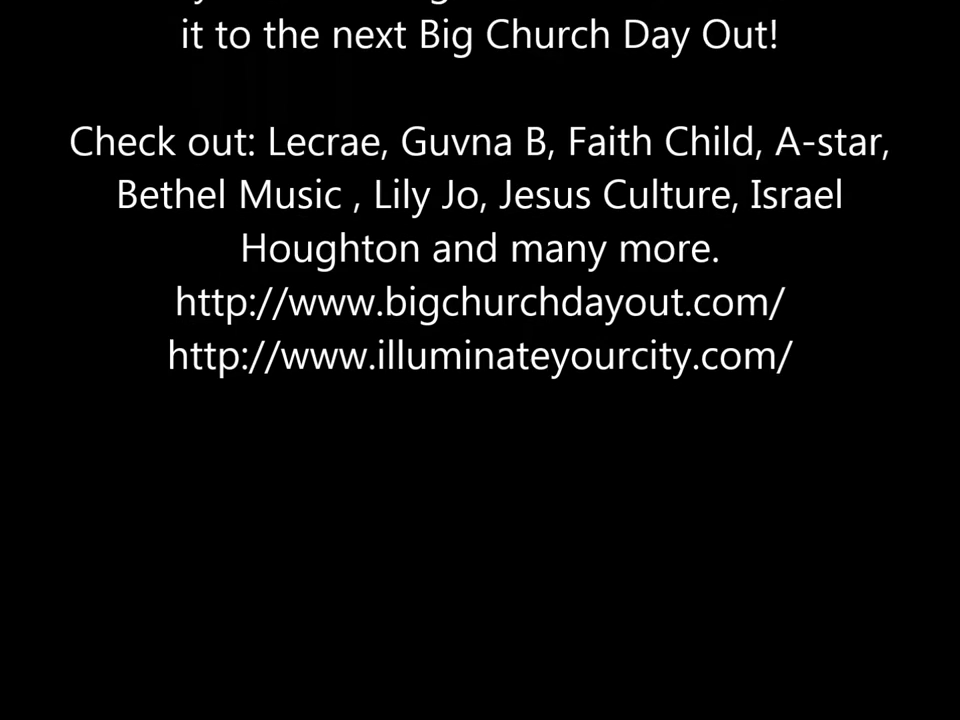 it to the next Big Church Day Out!
Check out: Lecrae, Guvna B, Faith Child, A-star,
Bethel Music , Lily Jo, Jesus Culture, Israel
Houghton and many more.
http://www.bigchurchdayout.com/
http://www.illuminateyourcity.com/